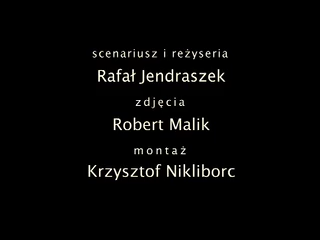 scenariusz i reżyseria
Rafał Jendraszek
zdjęcia
Robert Malik
montaż
Krzysztof Nikliborc